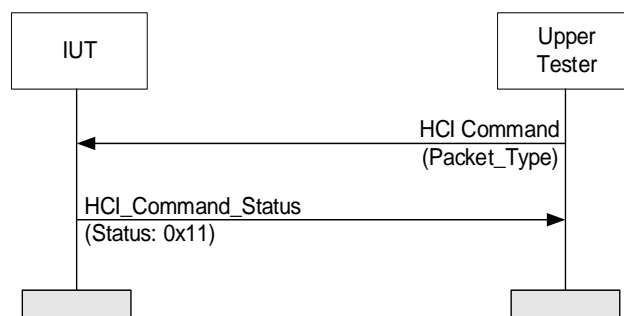 IUT
Upper
Tester
HCI Command
(Packet_Type)
HCI_Command_Status
(Status: 0x11)